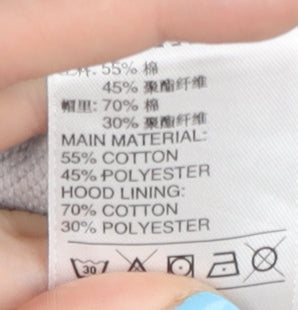 55% 棉
45% 聚酯纤维
帽里: 70% 棉
30% 聚酯纤维
MAIN MATERIAL:
55% COTTON
45% POLYESTER
HOOD LINING:
70% COTTON
30% POLYESTER
30